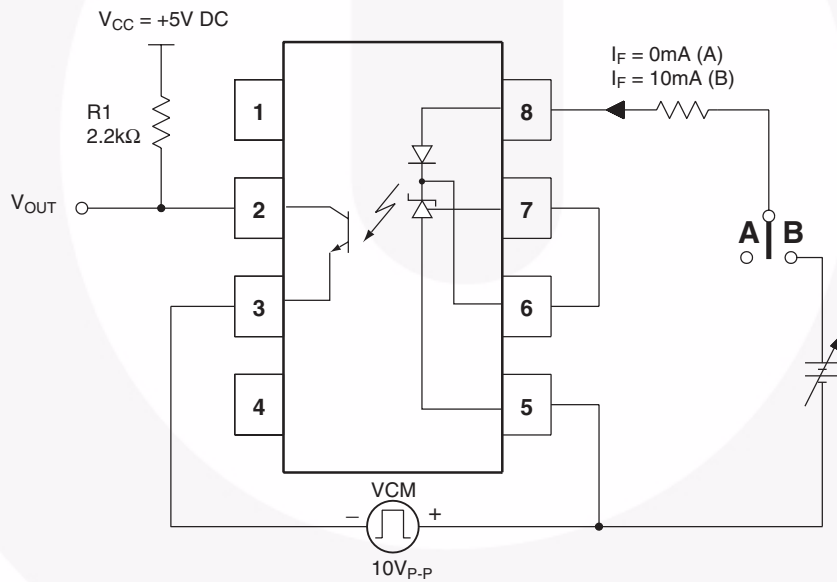 V_CC = +5V DC
R1
2.2kΩ
V_OUT
1
2
3
4
8
7
6
5
I_F = 0mA (A)
I_F = 10mA (B)
A B
VCM
– +
10V_P-P